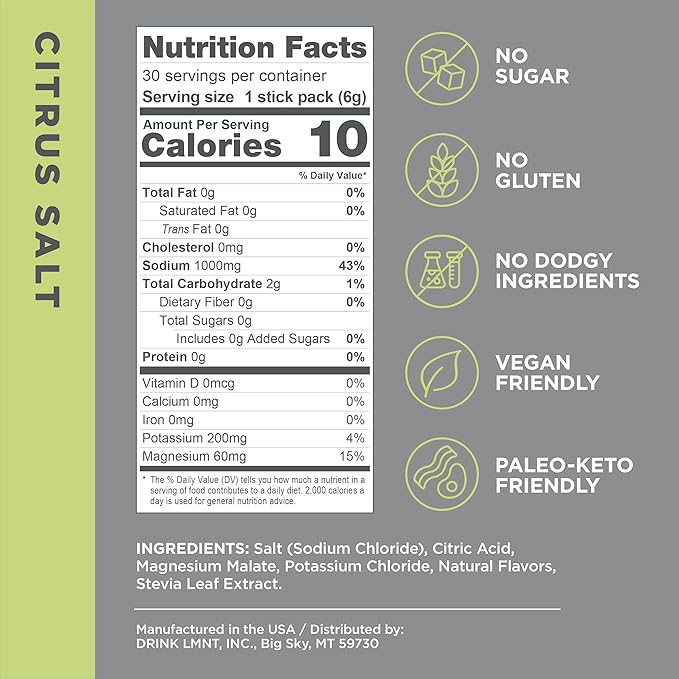 CITRUS SALT
Nutrition Facts
30 servings per container
Serving size 1 stick pack (6g)
Amount Per Serving
Calories 10
% Daily Value*
Total Fat 0g 0%
Saturated Fat 0g 0%
Trans Fat 0g
Cholesterol 0mg 0%
Sodium 1000mg 43%
Total Carbohydrate 2g 1%
Dietary Fiber 0g 0%
Total Sugars 0g
Includes 0g Added Sugars 0%
Protein 0g 0%
Vitamin D 0mcg 0%
Calcium 0mg 0%
Iron 0mg 0%
Potassium 200mg 4%
Magnesium 60mg 15%
* The % Daily Value (DV) tells you how much a nutrient in a
serving of food contributes to a daily diet. 2,000 calories a
day is used for general nutrition advice.
NO
SUGAR
NO
GLUTEN
NO DODGY
INGREDIENTS
VEGAN
FRIENDLY
PALEO-KETO
FRIENDLY
INGREDIENTS: Salt (Sodium Chloride), Citric Acid,
Magnesium Malate, Potassium Chloride, Natural Flavors,
Stevia Leaf Extract.
Manufactured in the USA / Distributed by:
DRINK LMNT, INC., Big Sky, MT 59730